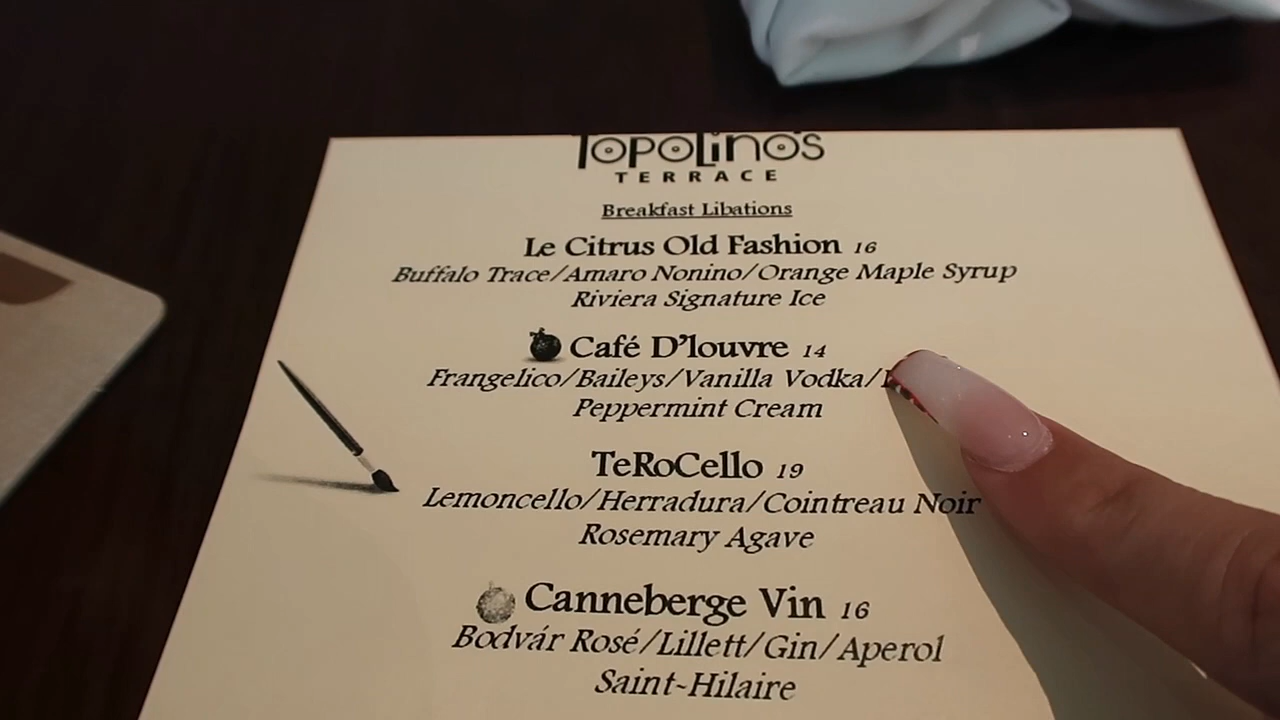 Topolino's
TERRACE
Breakfast Libations
Le Citrus Old Fashion 16
Buffalo Trace/Amaro Nonino/Orange Maple Syrup
Riviera Signature Ice
Café D'louvre 14
Frangelico/Baileys/Vanilla Vodka/
Peppermint Cream
TeRoCello 19
Lemoncello/Herradura/Cointreau Noir
Rosemary Agave
Canneberge Vin 16
Bodvár Rosé/Lillett/Gin/Aperol
Saint-Hilaire